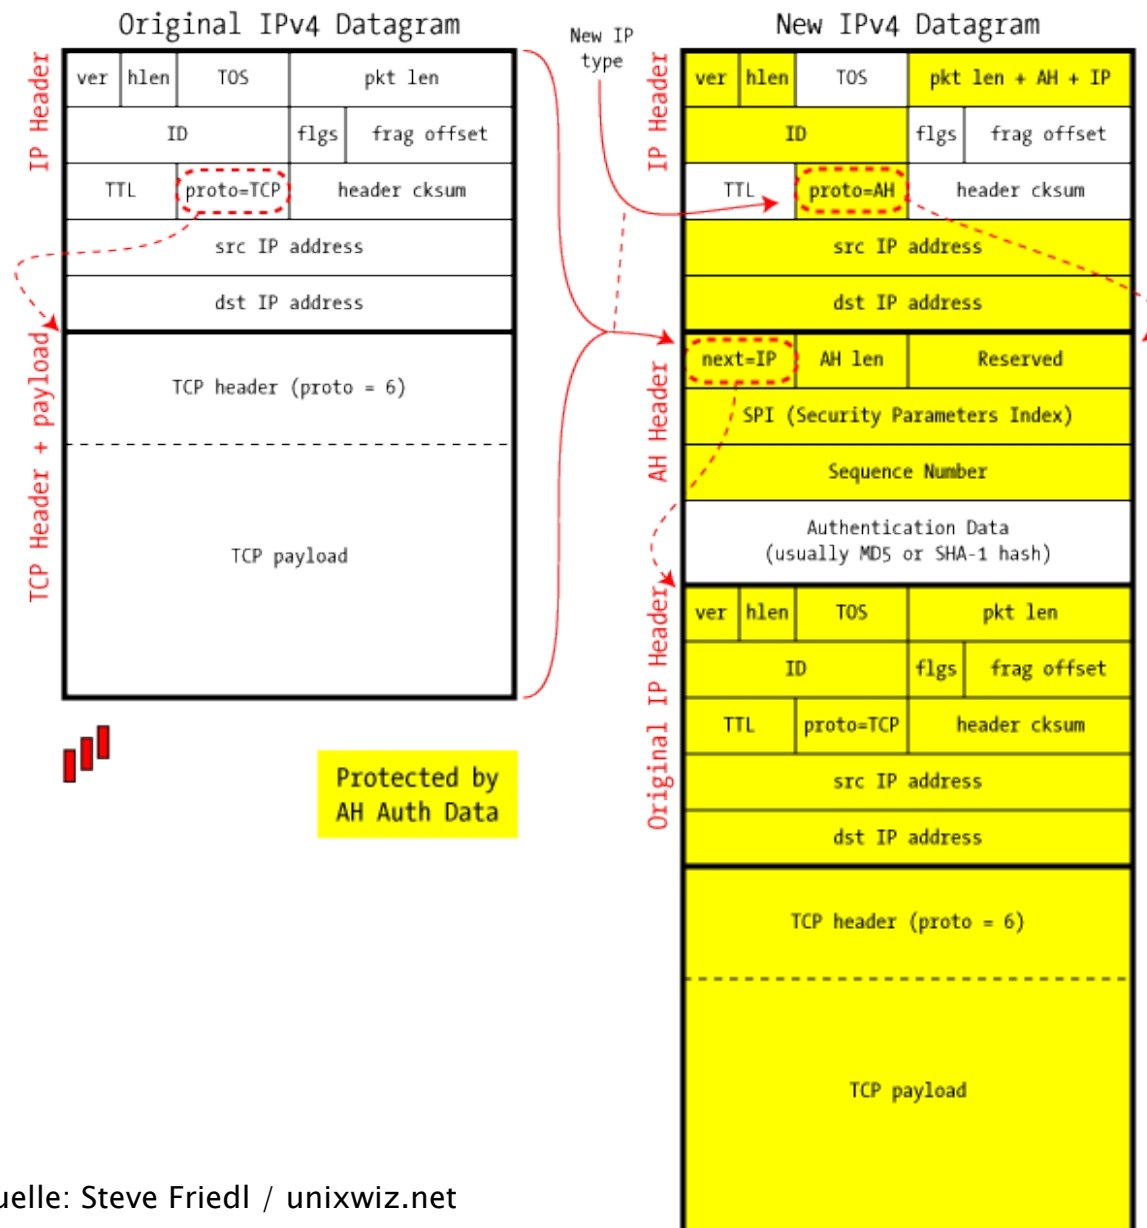 Original IPv4 Datagram
New IP
type
New IPv4 Datagram
IP Header
ver hlen TOS pkt len
ID flgs frag offset
TTL proto=TCP header cksum
src IP address
dst IP address
TCP Header + payload
TCP header (proto = 6)
TCP payload
Protected by
AH Auth Data
IP Header
ver hlen TOS pkt len + AH + IP
ID flgs frag offset
TTL proto=AH header cksum
src IP address
dst IP address
AH Header
next=IP AH len Reserved
SPI (Security Parameters Index)
Sequence Number
Authentication Data
(usually MD5 or SHA-1 hash)
Original IP Header
ver hlen TOS pkt len
ID flgs frag offset
TTL proto=TCP header cksum
src IP address
dst IP address
TCP header (proto = 6)
TCP payload
uelle: Steve Friedl / unixwiz.net